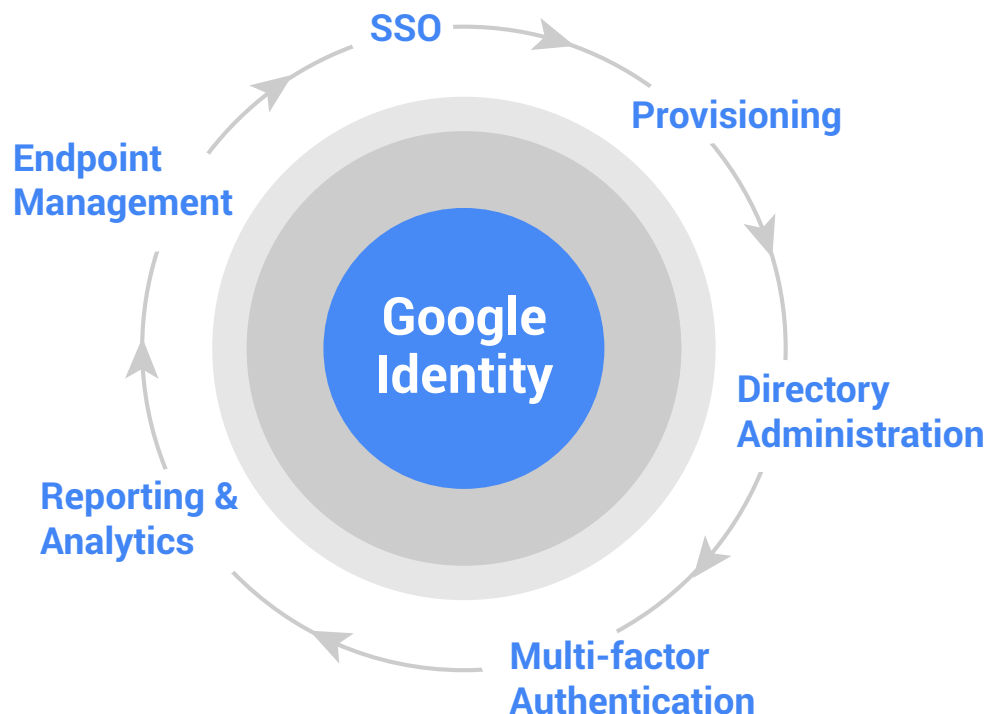 SSO
Provisioning
Directory
Administration
Multi-factor
Authentication
Reporting &
Analytics
Endpoint
Management
Google
Identity